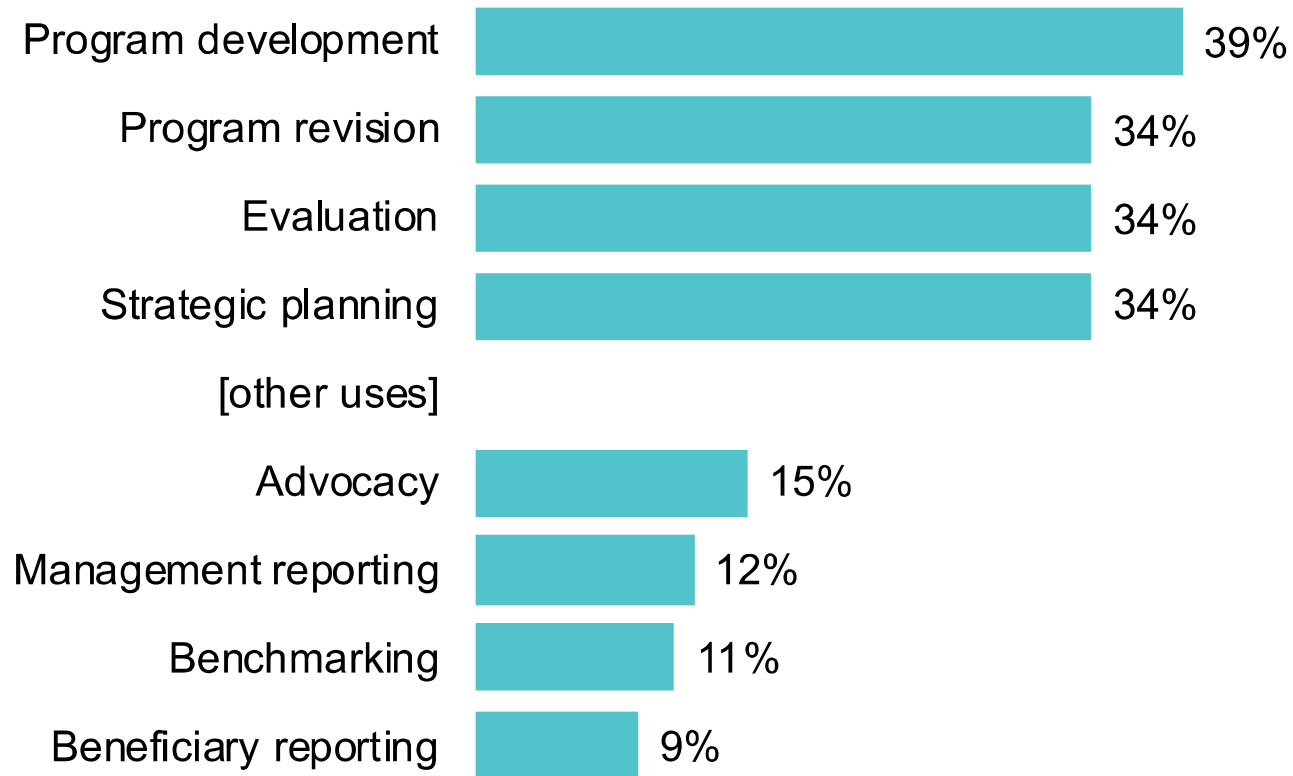 Program development 39%
Program revision 34%
Evaluation 34%
Strategic planning 34%
[other uses]
Advocacy 15%
Management reporting 12%
Benchmarking 11%
Beneficiary reporting 9%